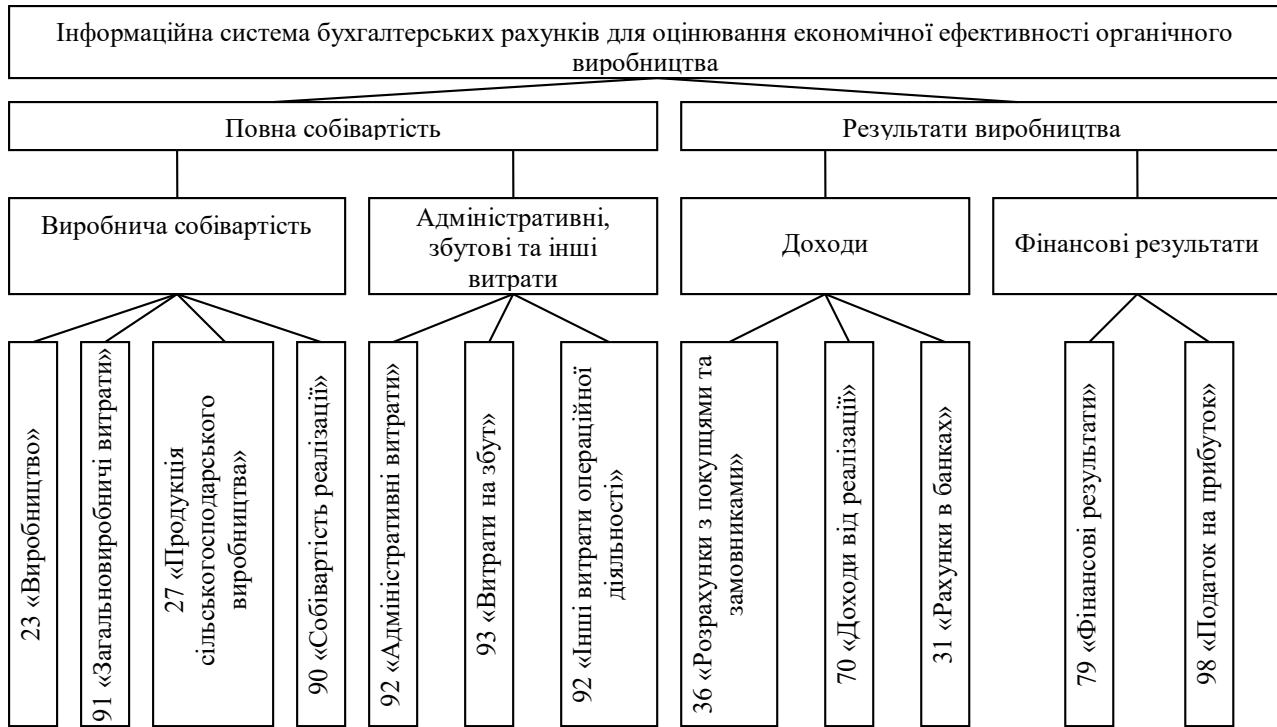 Інформаційна система бухгалтерських рахунків для оцінювання економічної ефективності органічного
виробництва
Повна собівартість
Результати виробництва
Виробнича собівартість
Адміністративні,
збутові та інші
витрати
Доходи
Фінансові результати
23 «Виробництво»
91 «Загальновиробничі витрати»
27 «Продукція
сільськогосподарського
виробництва»
90 «Собівартість реалізації»
92 «Адміністративні витрати»
93 «Витрати на збут»
92 «Інші витрати операційної
діяльності»
36 «Розрахунки з покупцями та
замовниками»
70 «Доходи від реалізації»
31 «Рахунки в банках»
79 «Фінансові результати»
98 «Податок на прибуток»